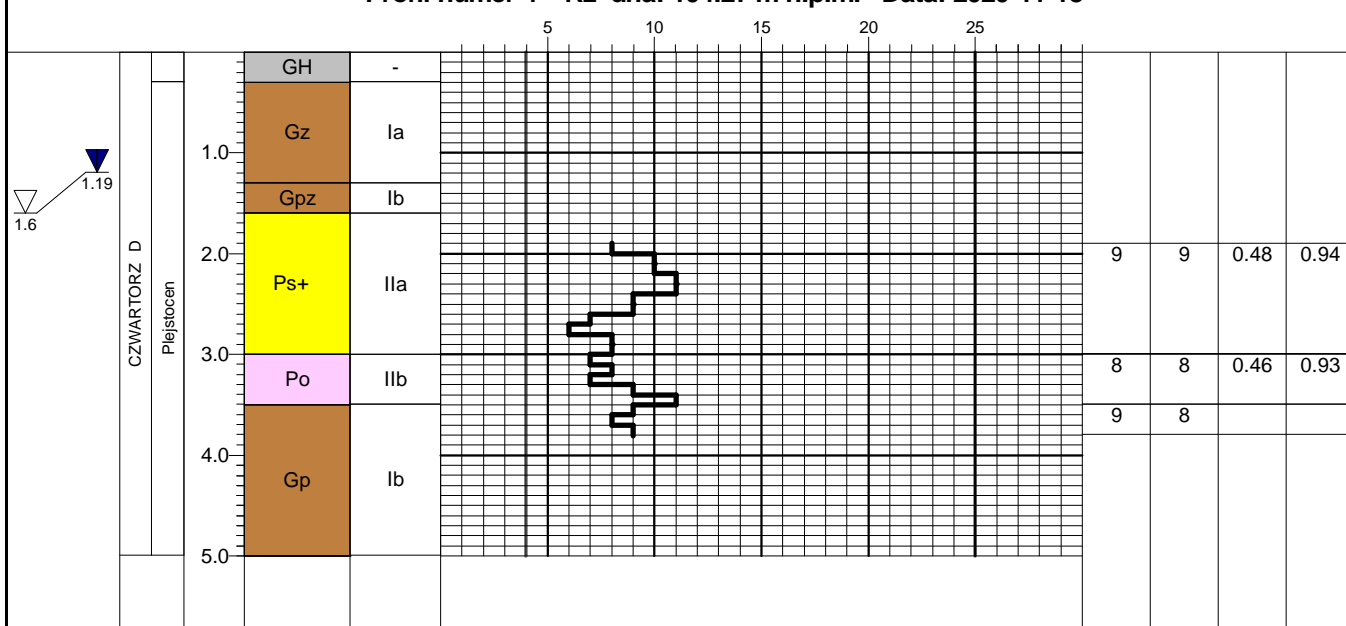 5 10 15 20 25
GH -
Gz Ia
1.0
1.19
Gpz Ib
1.6
2.0
9 9 0.48 0.94
CZWARTORZ D
Plejstocen
Ps+ IIa
3.0
8 8 0.46 0.93
Po IIb
9 8
4.0
Gp Ib
5.0